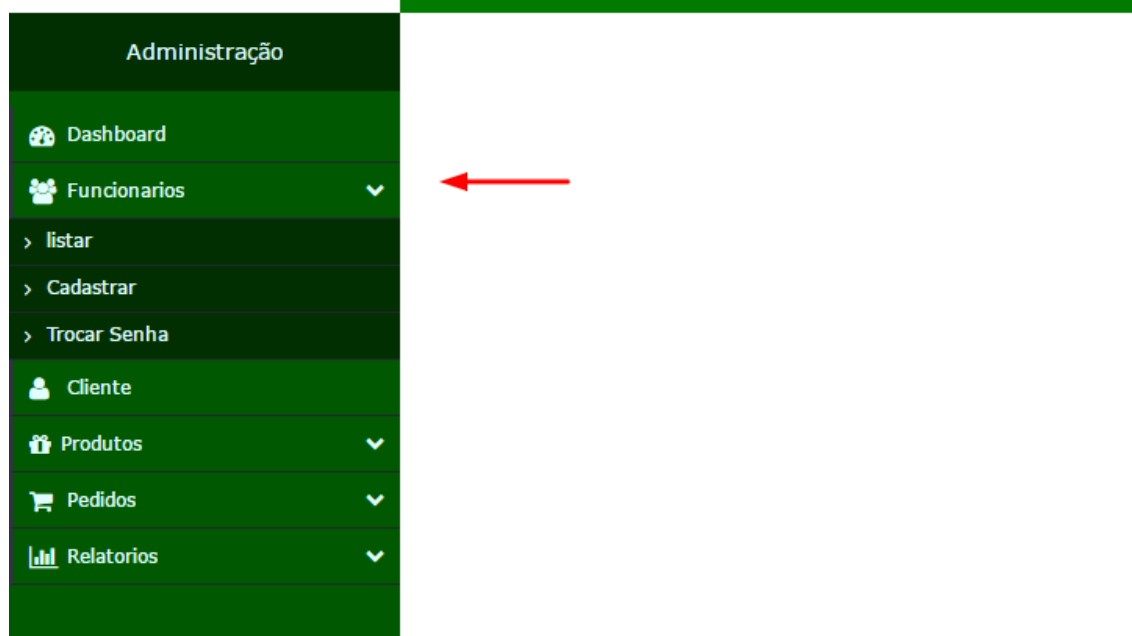 Administração
Dashboard
Funcionarios
listar
Cadastrar
Trocar Senha
Cliente
Produtos
Pedidos
Relatorios